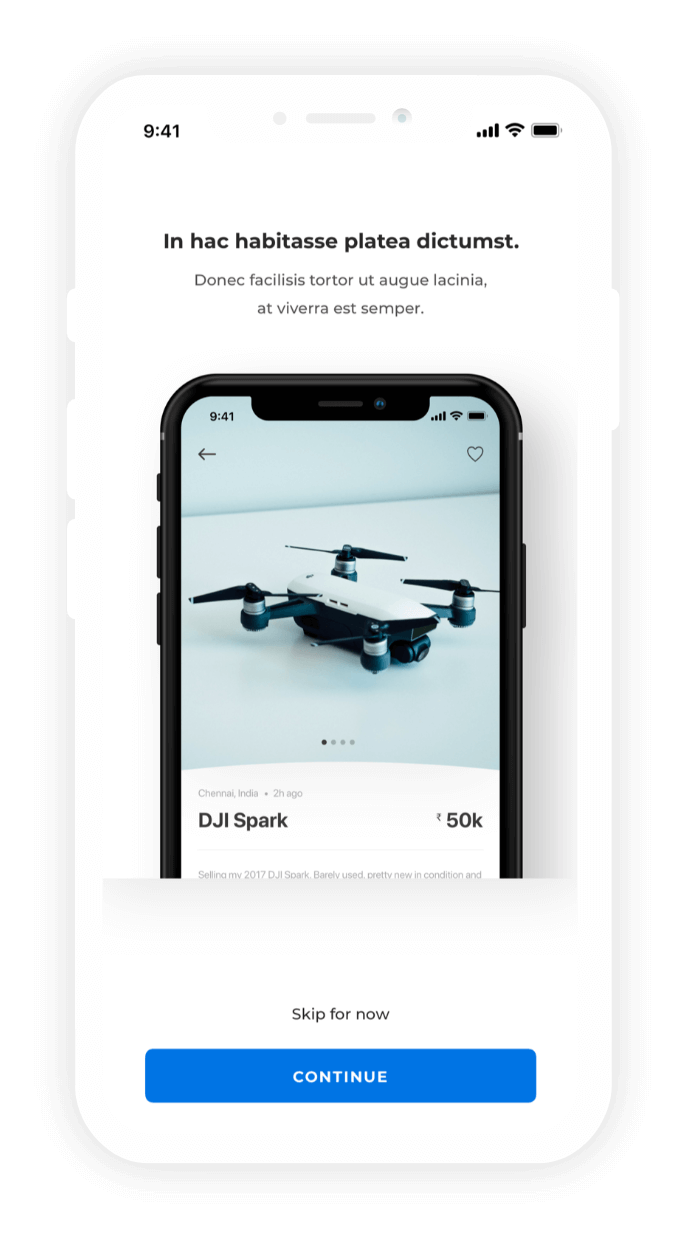 9:41
In hac habitasse platea dictumst.
Donec facilisis tortor ut augue lacinia,
at viverra est semper.
9:41
Chennai, India • 2h ago
DJI Spark ₹ 50k
Selling my 2017 DJI Spark. Barely used, pretty new in condition and
Skip for now
CONTINUE